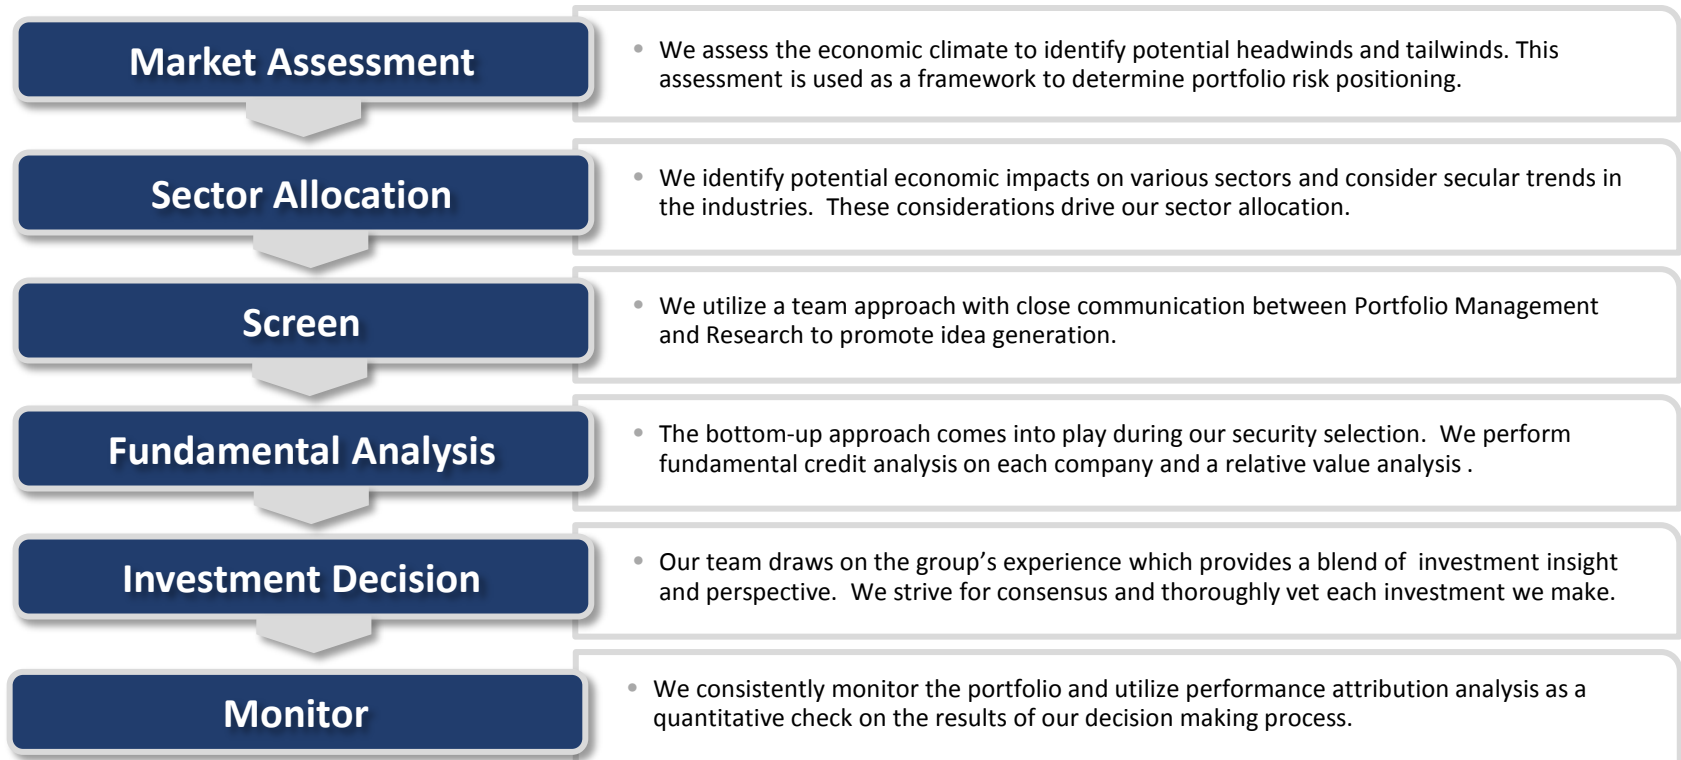 Market Assessment
• We assess the economic climate to identify potential headwinds and tailwinds. This
assessment is used as a framework to determine portfolio risk positioning.
Sector Allocation
• We identify potential economic impacts on various sectors and consider secular trends in
the industries.  These considerations drive our sector allocation.
Screen
• We utilize a team approach with close communication between Portfolio Management
and Research to promote idea generation.
Fundamental Analysis
• The bottom-up approach comes into play during our security selection.  We perform
fundamental credit analysis on each company and a relative value analysis .
Investment Decision
• Our team draws on the group’s experience which provides a blend of  investment insight
and perspective.  We strive for consensus and thoroughly vet each investment we make.
Monitor
• We consistently monitor the portfolio and utilize performance attribution analysis as a
quantitative check on the results of our decision making process.